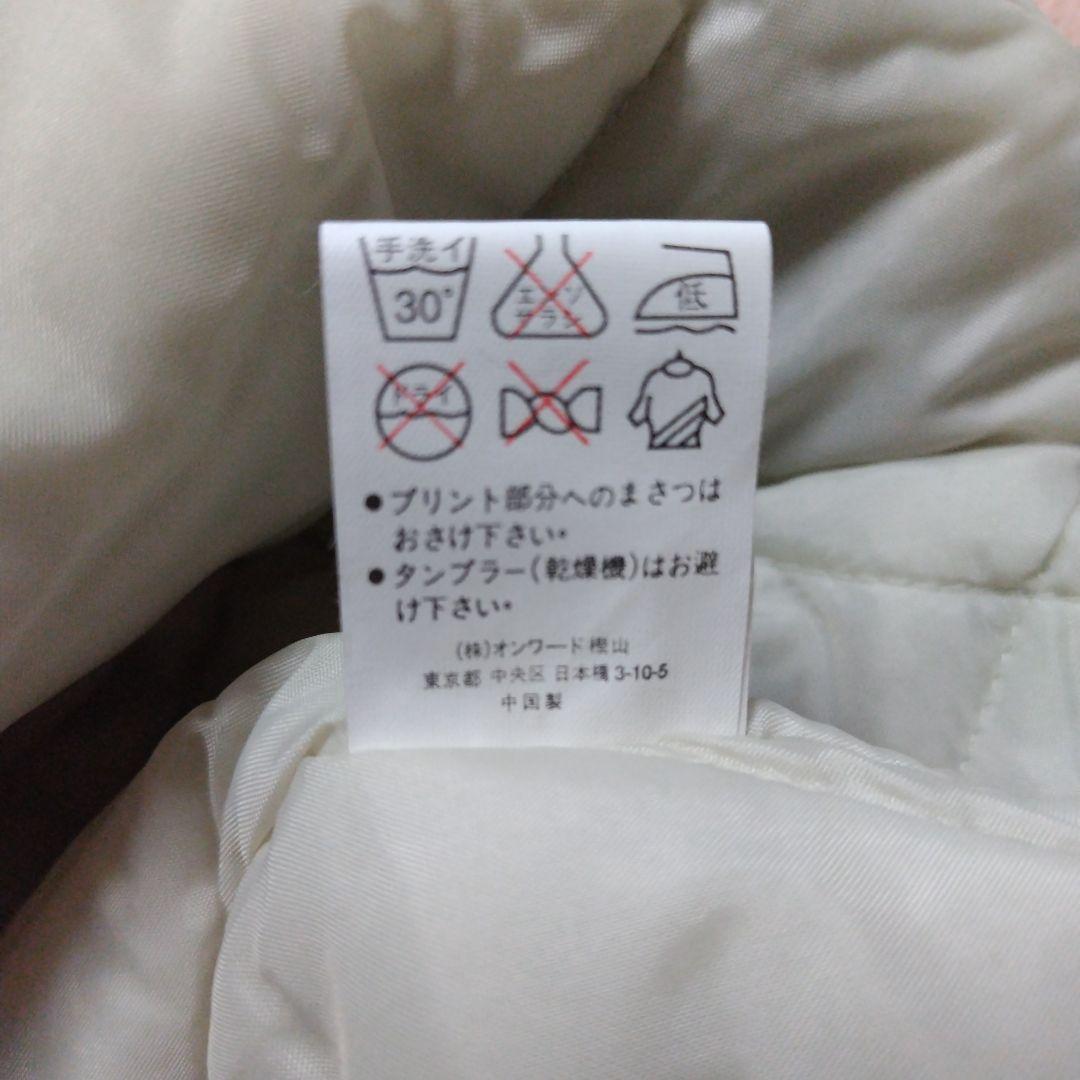 手洗イ
30°
エンソ
サラシ
低
ドライ
●プリント部分へのまさつは
おさけ下さい。
●タンブラー(乾燥機)はお避
け下さい。
(株)オンワード樫山
東京都 中央区 日本橋 3-10-5
中国製